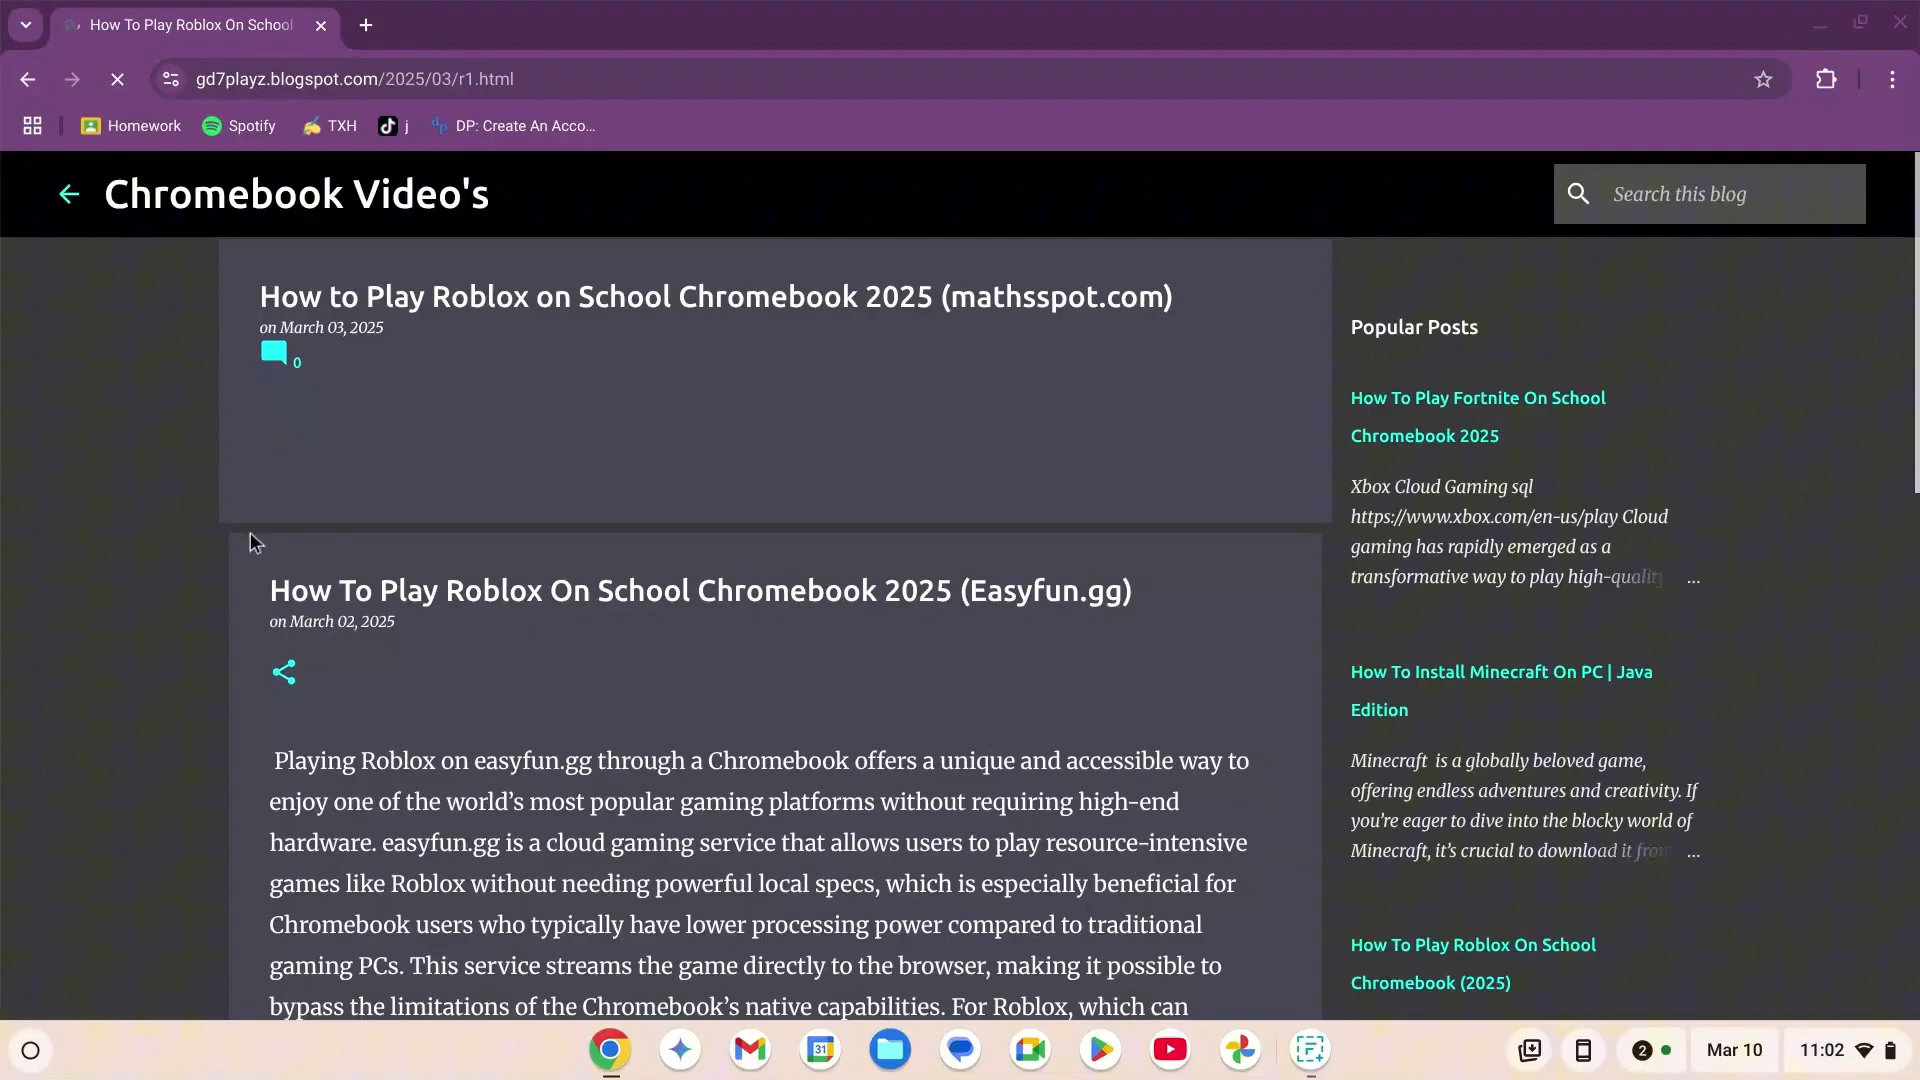 How To Play Roblox On School
gd7playz.blogspot.com/2025/03/r1.html
Homework Spotify TXH j DP: Create An Acco...
Chromebook Video's
Search this blog
How to Play Roblox on School Chromebook 2025 (mathsspot.com)
on March 03, 2025
0
How To Play Roblox On School Chromebook 2025 (Easyfun.gg)
on March 02, 2025
Playing Roblox on easyfun.gg through a Chromebook offers a unique and accessible way to
enjoy one of the world’s most popular gaming platforms without requiring high-end
hardware. easyfun.gg is a cloud gaming service that allows users to play resource-intensive
games like Roblox without needing powerful local specs, which is especially beneficial for
Chromebook users who typically have lower processing power compared to traditional
gaming PCs. This service streams the game directly to the browser, making it possible to
bypass the limitations of the Chromebook’s native capabilities. For Roblox, which can
Popular Posts
How To Play Fortnite On School
Chromebook 2025
Xbox Cloud Gaming sql
https://www.xbox.com/en-us/play Cloud
gaming has rapidly emerged as a
transformative way to play high-quality ...
How To Install Minecraft On PC | Java
Edition
Minecraft is a globally beloved game,
offering endless adventures and creativity. If
you’re eager to dive into the blocky world of
Minecraft, it’s crucial to download it from ...
How To Play Roblox On School
Chromebook (2025)
31
2
Mar 10
11:02